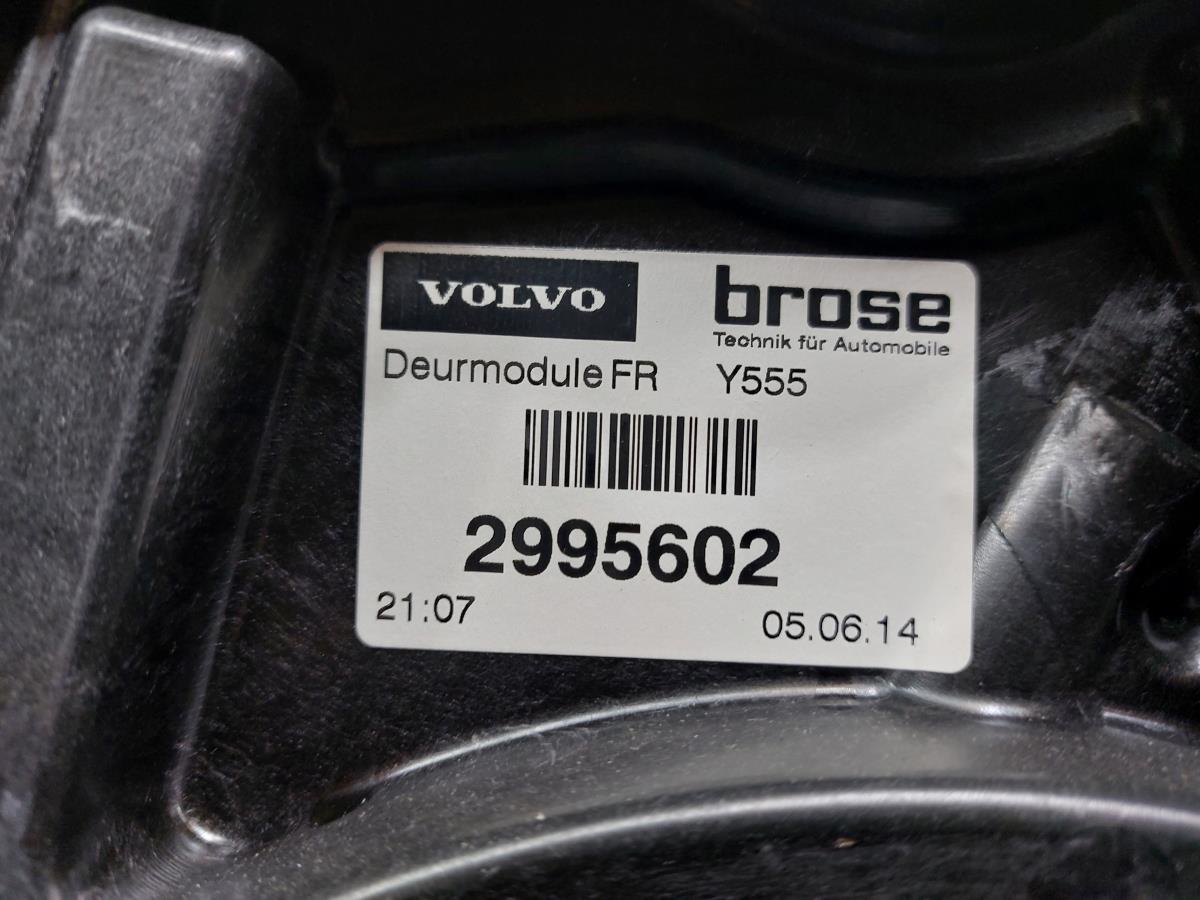 VOLVO brose
Technik für Automobile
Deurmodule FR Y555
2995602
21:07 05.06.14